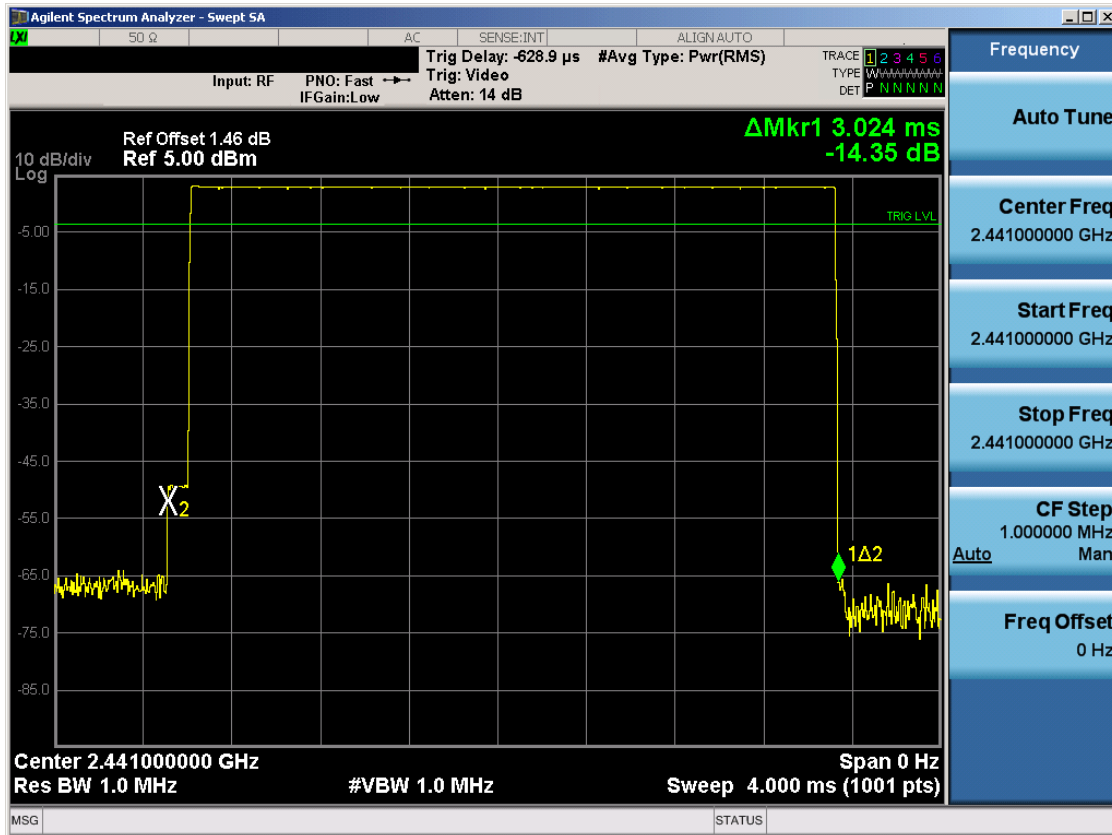 Agilent Spectrum Analyzer - Swept SA
LXI 50 Ω AC SENSE:INT ALIGN AUTO
Input: RF PNO: Fast IFGain:Low
Trig Delay: -628.9 µs #Avg Type: Pwr(RMS)
Trig: Video
Atten: 14 dB
TRACE 1 2 3 4 5 6
TYPE W
DET P N N N N N
Frequency
Auto Tune
Center Freq
2.441000000 GHz
Start Freq
2.441000000 GHz
Stop Freq
2.441000000 GHz
CF Step
1.000000 MHz
Auto Man
Freq Offset
0 Hz
ΔMkr1 3.024 ms
-14.35 dB
Ref Offset 1.46 dB
10 dB/div Ref 5.00 dBm
Log
TRIG LVL
-5.00
-15.0
-25.0
-35.0
-45.0
-55.0
-65.0
-75.0
-85.0
X2
1Δ2
Center 2.441000000 GHz Span 0 Hz
Res BW 1.0 MHz #VBW 1.0 MHz Sweep 4.000 ms (1001 pts)
MSG STATUS